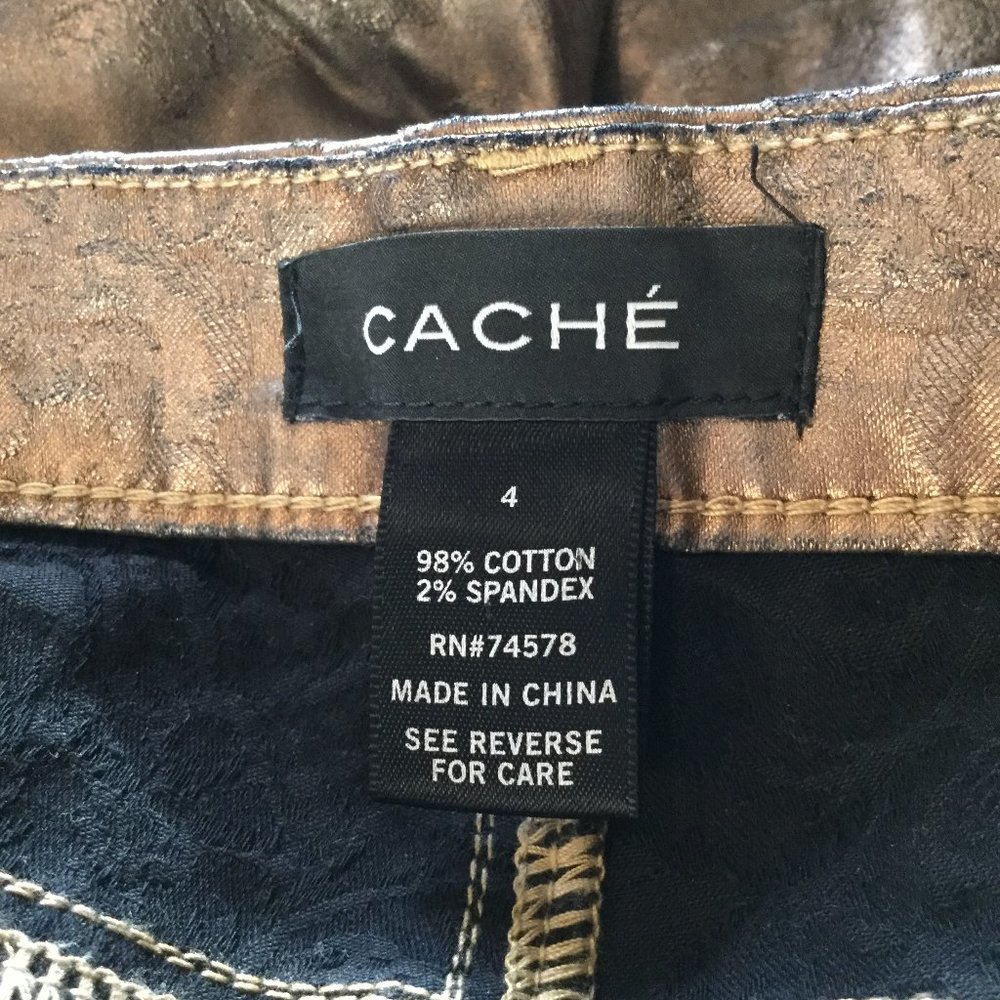 CACHÉ
4
98% COTTON
2% SPANDEX
RN#74578
MADE IN CHINA
SEE REVERSE
FOR CARE